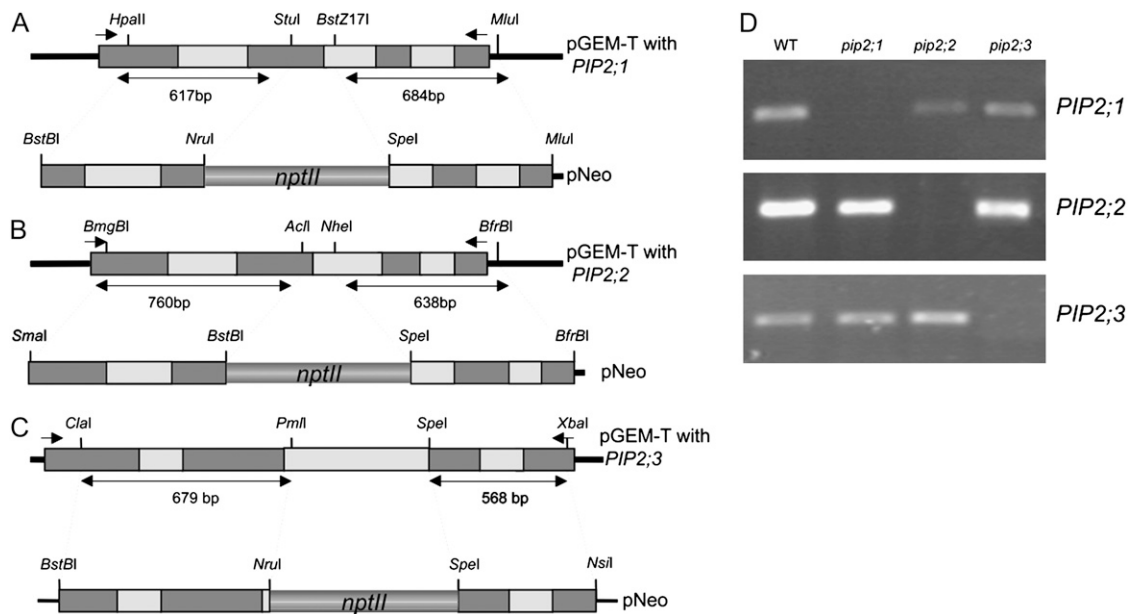 A
HpaII StuI BstZ17I MluI
pGEM-T with
PIP2;1
617bp 684bp
BstBI NruI SpeI MluI
nptII pNeo
B
BmgBI AclI NheI BfrBI
pGEM-T with
PIP2;2
760bp 638bp
SmaI BstBI SpeI BfrBI
nptII pNeo
C
ClaI PmlI SpeI XbaI
pGEM-T with
PIP2;3
679 bp 568 bp
BstBI NruI SpeI NsiI
nptII pNeo
D
WT pip2;1 pip2;2 pip2;3
PIP2;1
PIP2;2
PIP2;3